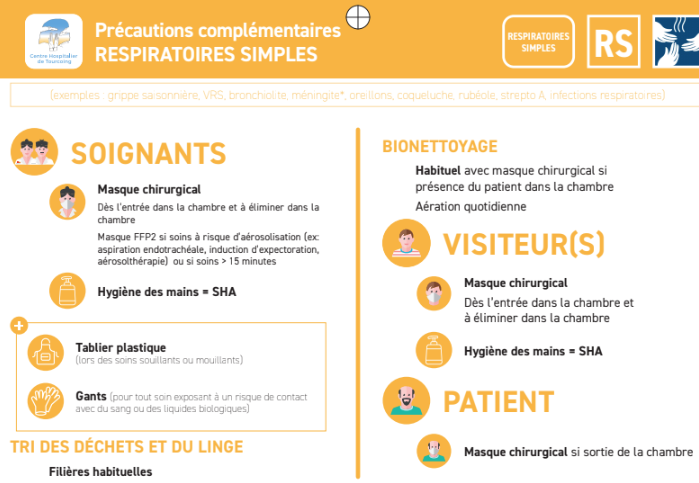 Centre Hospitalier
de Tourcoing
Précautions complémentaires
RESPIRATOIRES SIMPLES
RESPIRATOIRES
SIMPLES
RS
(exemples : grippe saisonnière, VRS, bronchiolite, méningite*, oreillons, coqueluche, rubéole, strepto A, infections respiratoires)
SOIGNANTS
Masque chirurgical
Dès l'entrée dans la chambre et à éliminer dans la
chambre
Masque FFP2 si soins à risque d'aérosolisation (ex:
aspiration endotrachéale, induction d'expectoration,
aérosolthérapie) ou si soins > 15 minutes
Hygiène des mains = SHA
+
Tablier plastique
(lors des soins souillants ou mouillants)
Gants (pour tout soin exposant à un risque de contact
avec du sang ou des liquides biologiques)
TRI DES DÉCHETS ET DU LINGE
Filières habituelles
BIONETTOYAGE
Habituel avec masque chirurgical si
présence du patient dans la chambre
Aération quotidienne
VISITEUR(S)
Masque chirurgical
Dès l'entrée dans la chambre et
à éliminer dans la chambre
Hygiène des mains = SHA
PATIENT
Masque chirurgical si sortie de la chambre